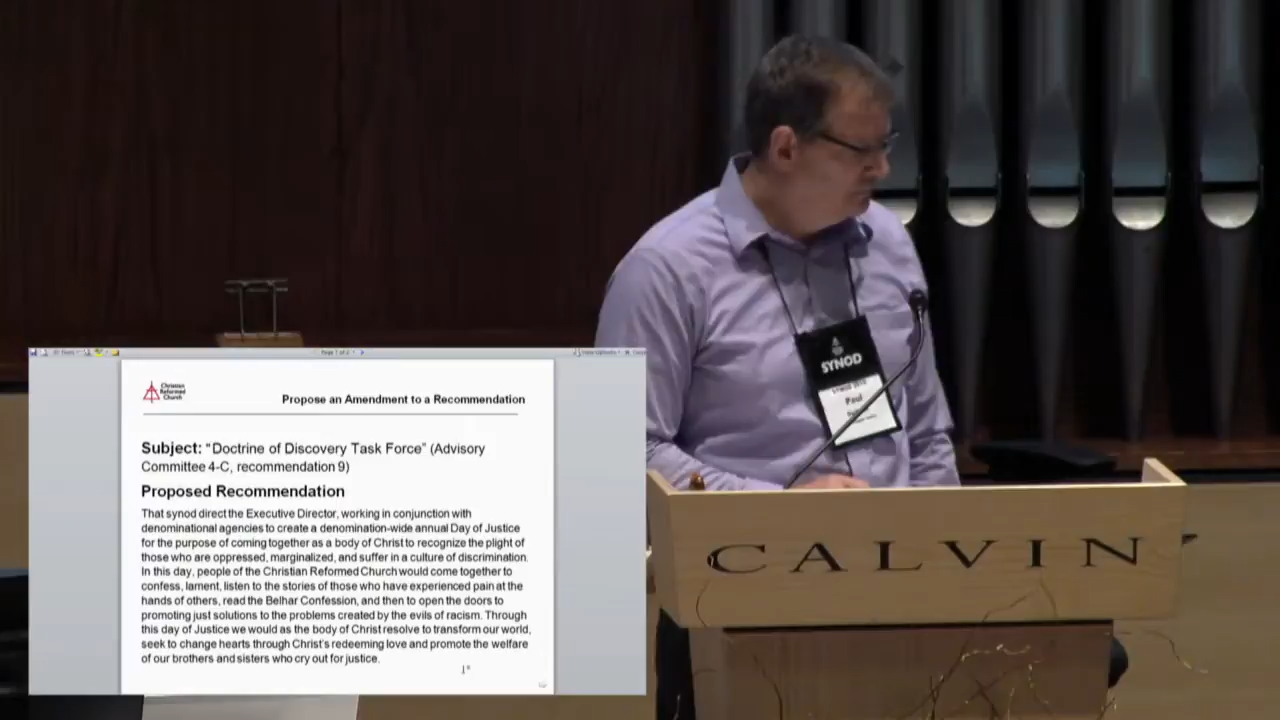 Page 1 of 2
Christian
Reformed
Church
Propose an Amendment to a Recommendation
Subject: "Doctrine of Discovery Task Force" (Advisory
Committee 4-C, recommendation 9)
Proposed Recommendation
That synod direct the Executive Director, working in conjunction with
denominational agencies to create a denomination-wide annual Day of Justice
for the purpose of coming together as a body of Christ to recognize the plight of
those who are oppressed, marginalized, and suffer in a culture of discrimination.
In this day, people of the Christian Reformed Church would come together to
confess, lament, listen to the stories of those who have experienced pain at the
hands of others, read the Belhar Confession, and then to open the doors to
promoting just solutions to the problems created by the evils of racism. Through
this day of Justice we would as the body of Christ resolve to transform our world,
seek to change hearts through Christ's redeeming love and promote the welfare
of our brothers and sisters who cry out for justice.
SYNOD
Paul
CALVIN